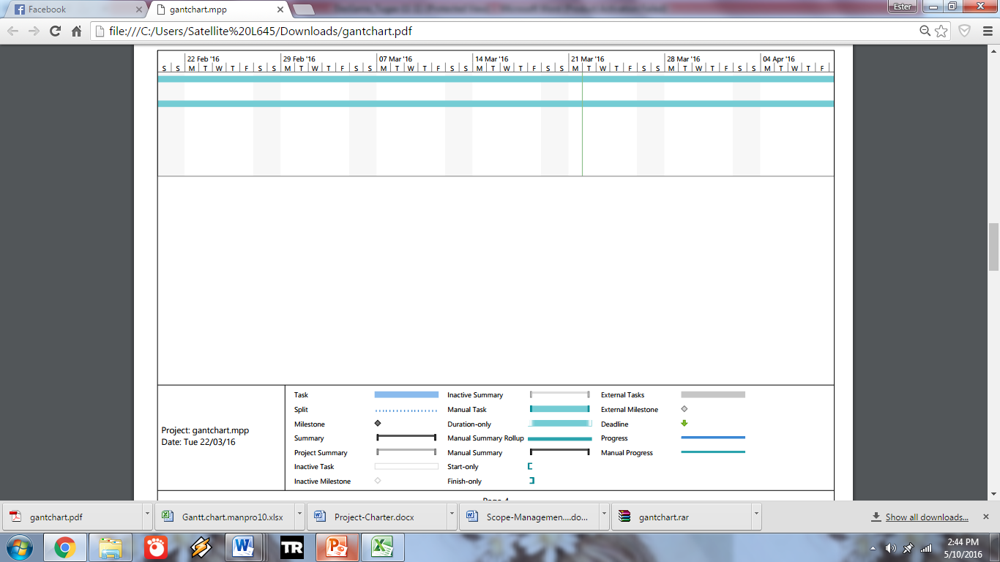 Facebook
gantchart.mpp
Ester
file:///C:/Users/Satellite%20L645/Downloads/gantchart.pdf
22 Feb '16 29 Feb '16 07 Mar '16 14 Mar '16 21 Mar '16 28 Mar '16 04 Apr '16
S S M T W T F S S M T W T F S S M T W T F S S M T W T F S S M T W T F S S M T W T F S S M T W T F
Task Inactive Summary External Tasks
Split Manual Task External Milestone
Milestone Duration-only Deadline
Summary Manual Summary Rollup Progress
Project Summary Manual Summary Manual Progress
Inactive Task Start-only
Inactive Milestone Finish-only
Project: gantchart.mpp
Date: Tue 22/03/16
Page 4
gantchart.pdf Gantt.chart.manpro10.xlsx Project-Charter.docx Scope-Managemen....do... gantchart.rar Show all downloads...
TR
2:44 PM
5/10/2016